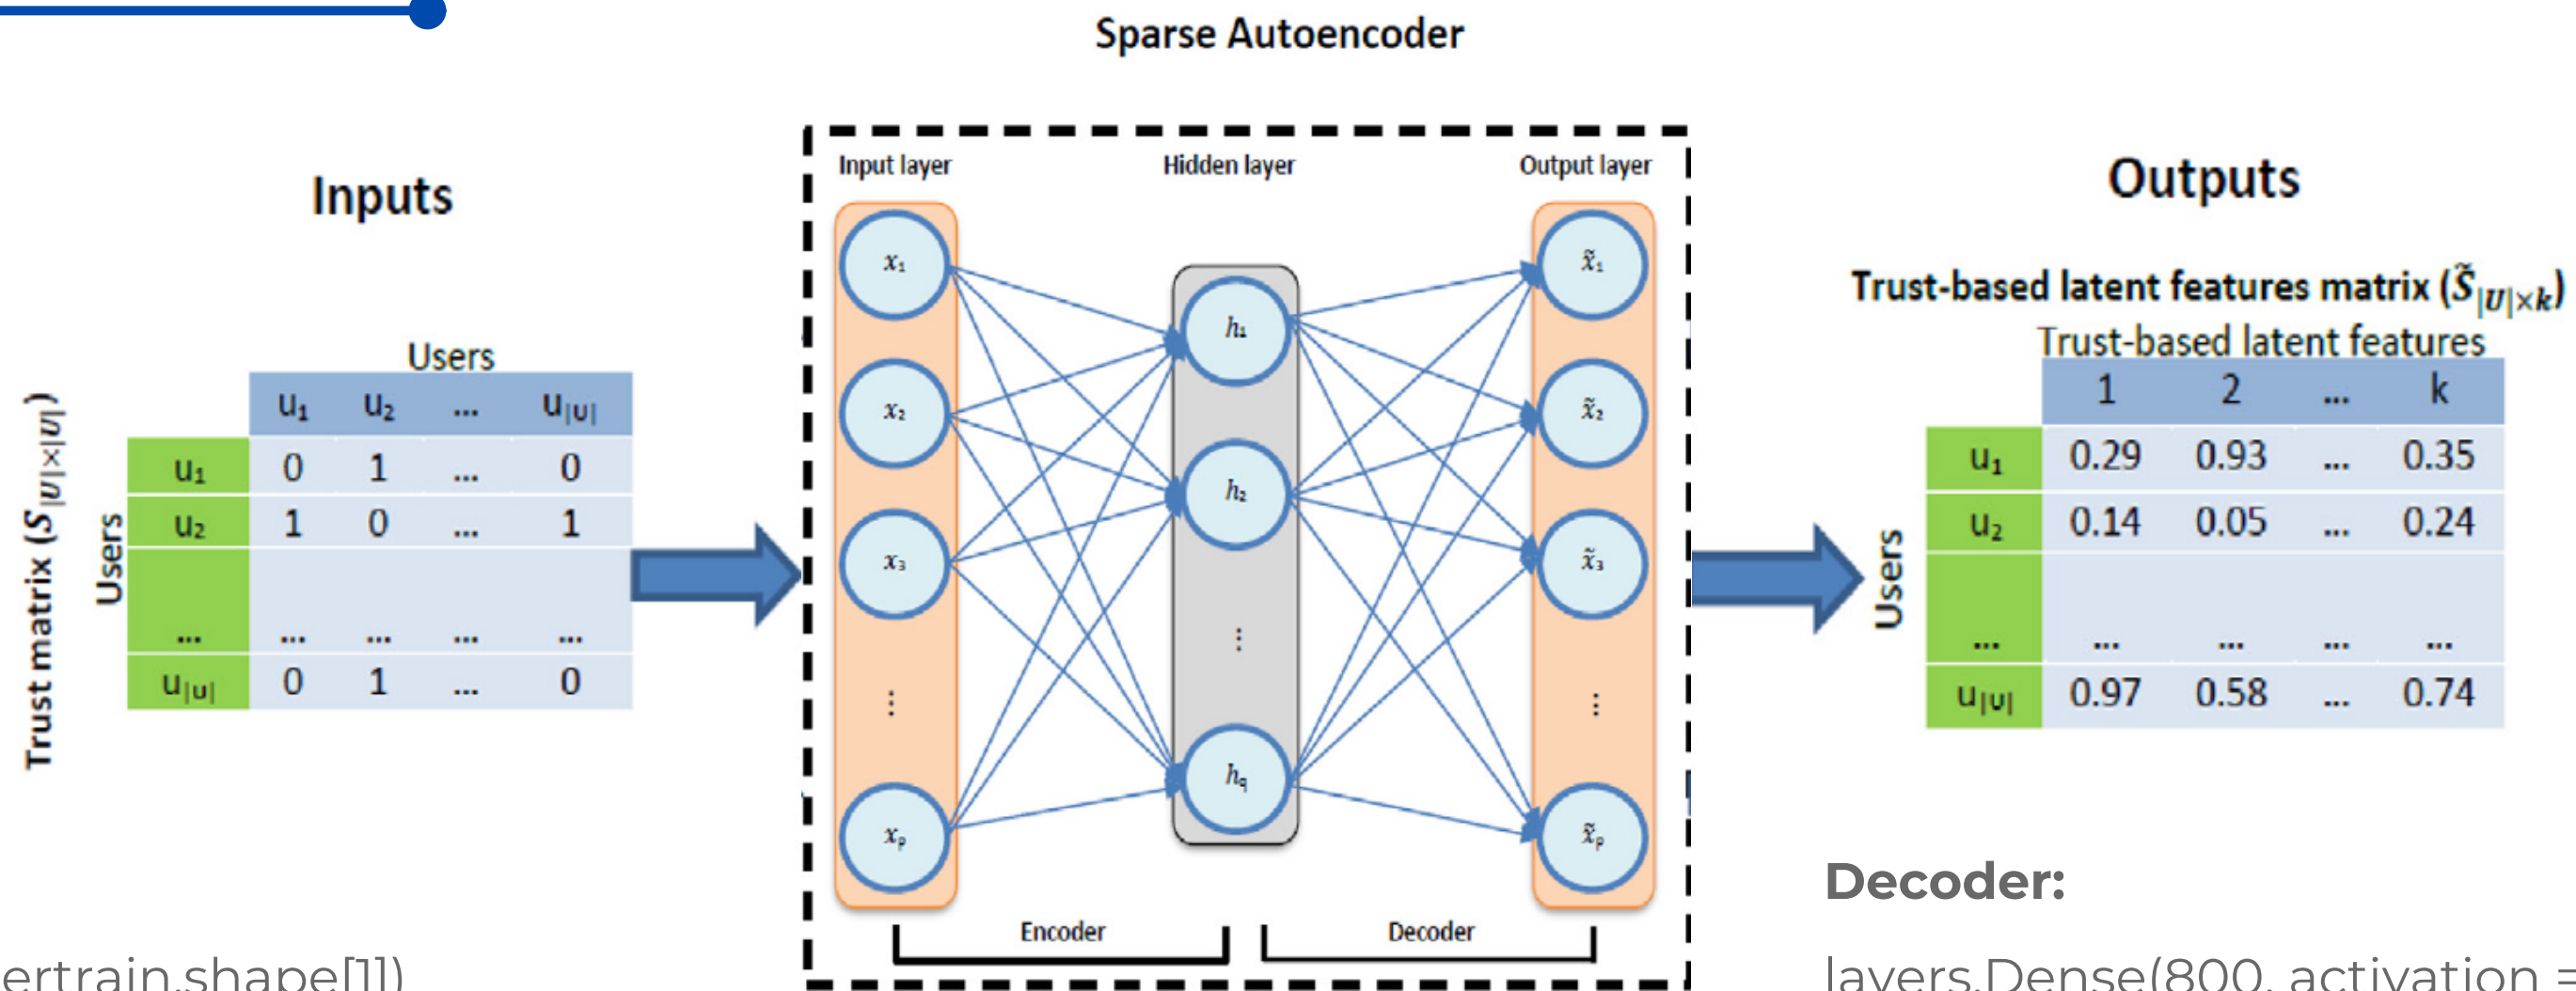 Sparse Autoencoder
Inputs
Trust matrix (S|U|×|U|)
Users
Users
u₁ u₂ ... u|U|
u₁ 0 1 ... 0
u₂ 1 0 ... 1
... ... ... ... ...
u|U| 0 1 ... 0
Input layer
Hidden layer
Output layer
x₁
x₂
x₃
⋮
xₚ
h₁
h₂
⋮
h_q
x̃₁
x̃₂
x̃₃
⋮
x̃ₚ
Encoder
Decoder
Outputs
Trust-based latent features matrix (S̃|U|×k)
Trust-based latent features
Users
1 2 ... k
u₁ 0.29 0.93 ... 0.35
u₂ 0.14 0.05 ... 0.24
... ... ... ... ...
u|U| 0.97 0.58 ... 0.74
Decoder:
ertrain.shape[1])
layers.Dense(800, activation =